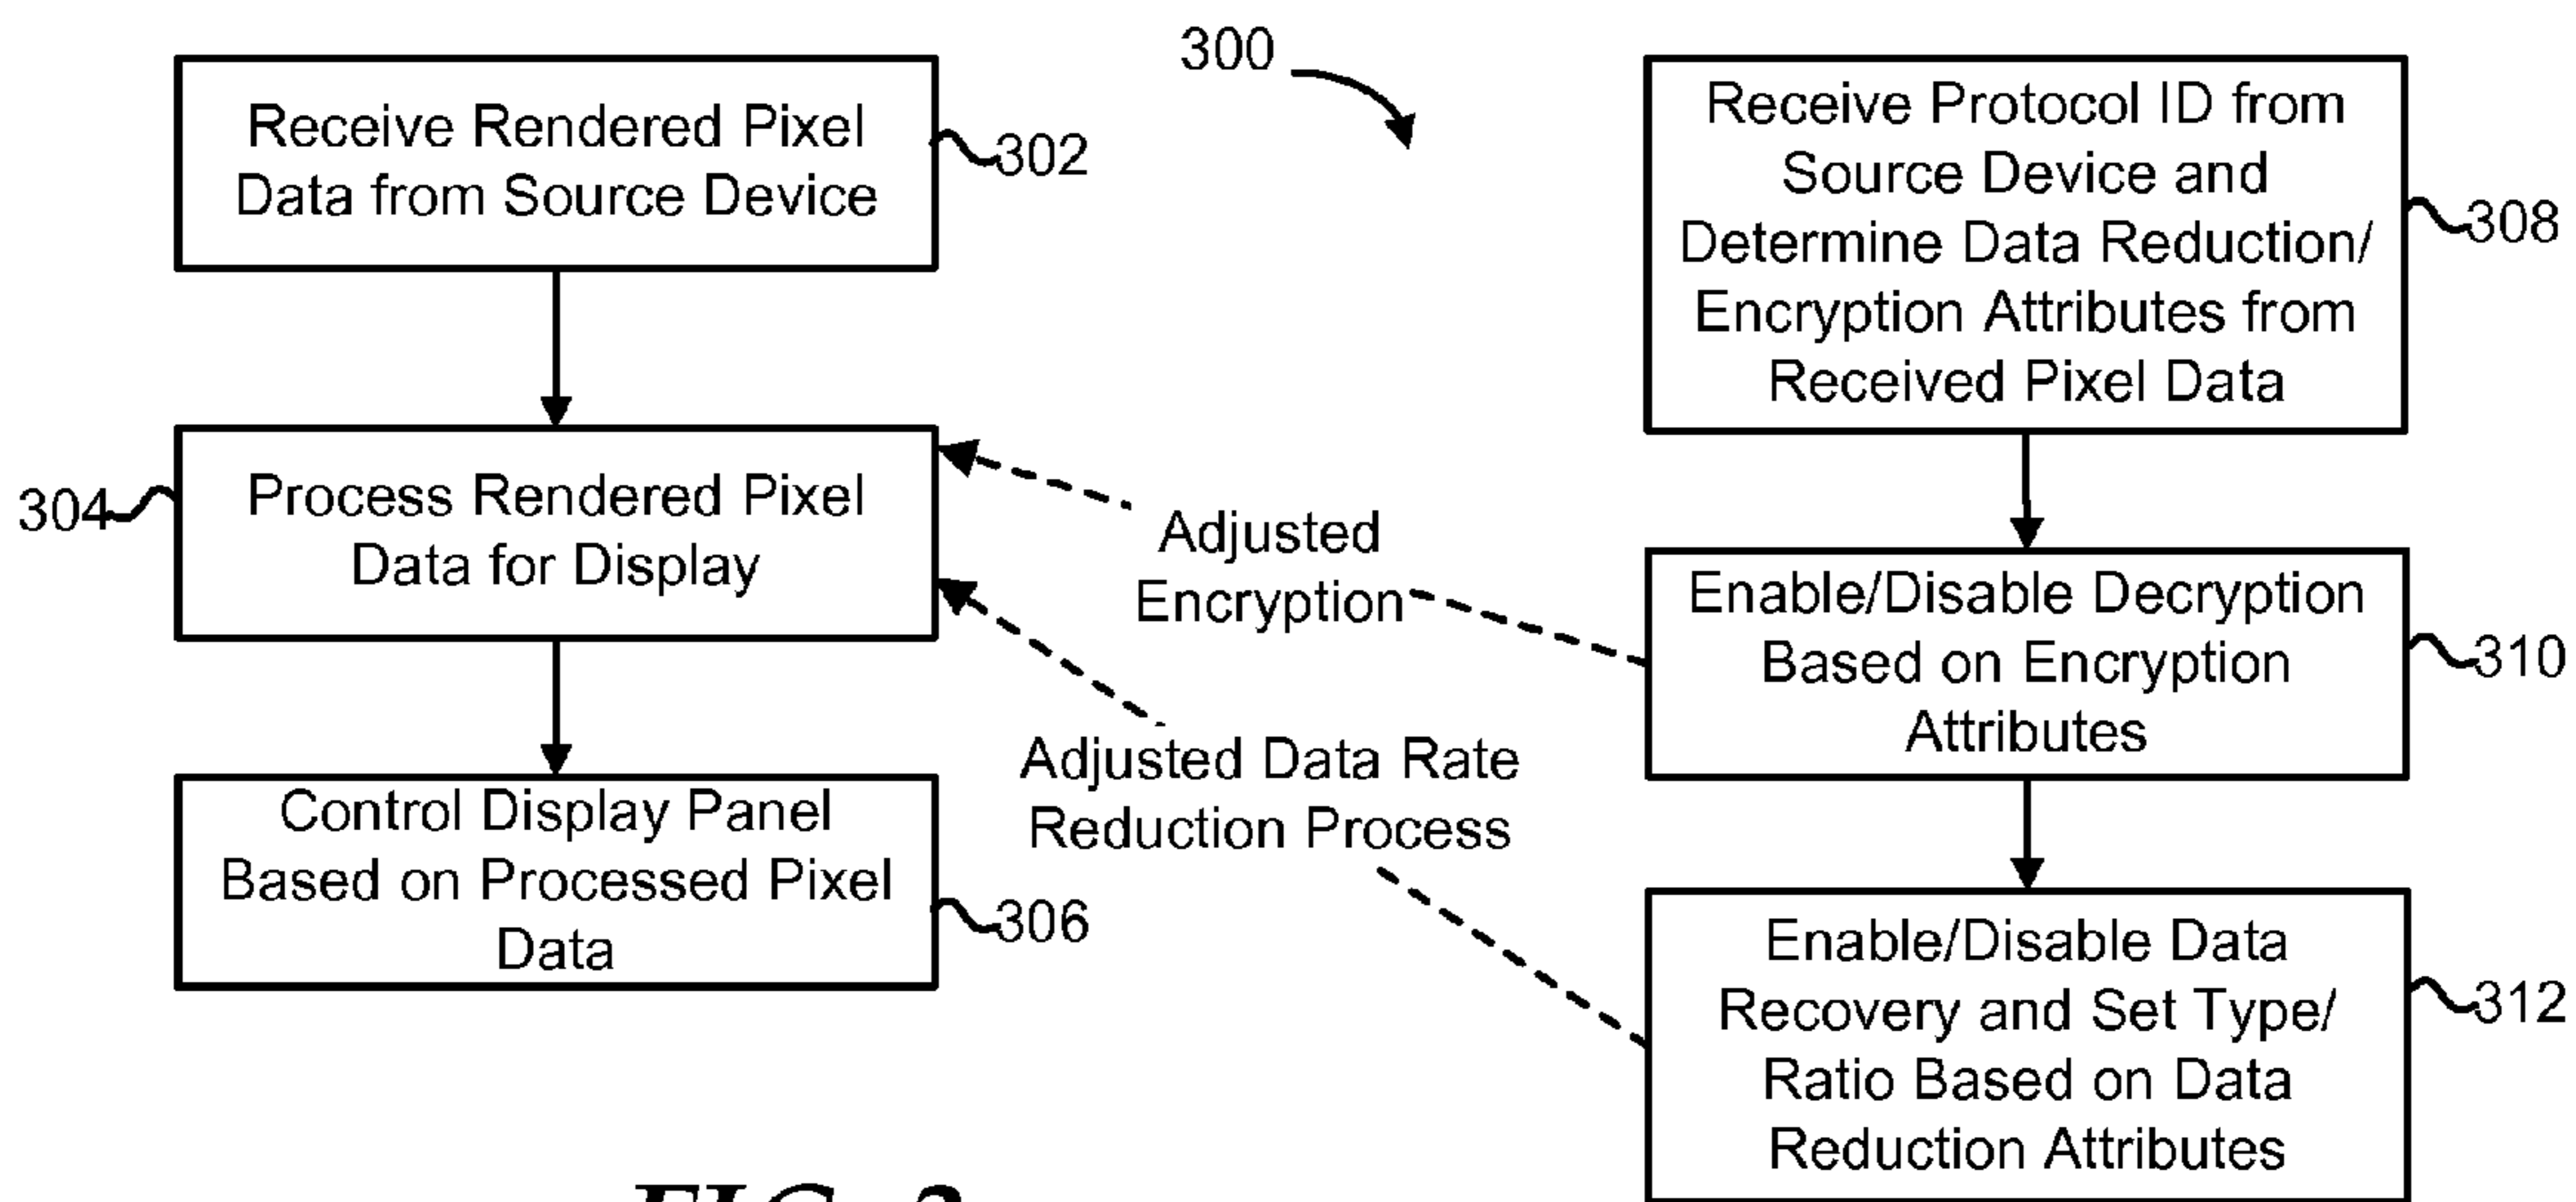 300
Receive Rendered Pixel
Data from Source Device
302
Process Rendered Pixel
Data for Display
304
Control Display Panel
Based on Processed Pixel
Data
306
Adjusted
Encryption
Adjusted Data Rate
Reduction Process
Receive Protocol ID from
Source Device and
Determine Data Reduction/
Encryption Attributes from
Received Pixel Data
308
Enable/Disable Decryption
Based on Encryption
Attributes
310
Enable/Disable Data
Recovery and Set Type/
Ratio Based on Data
Reduction Attributes
312